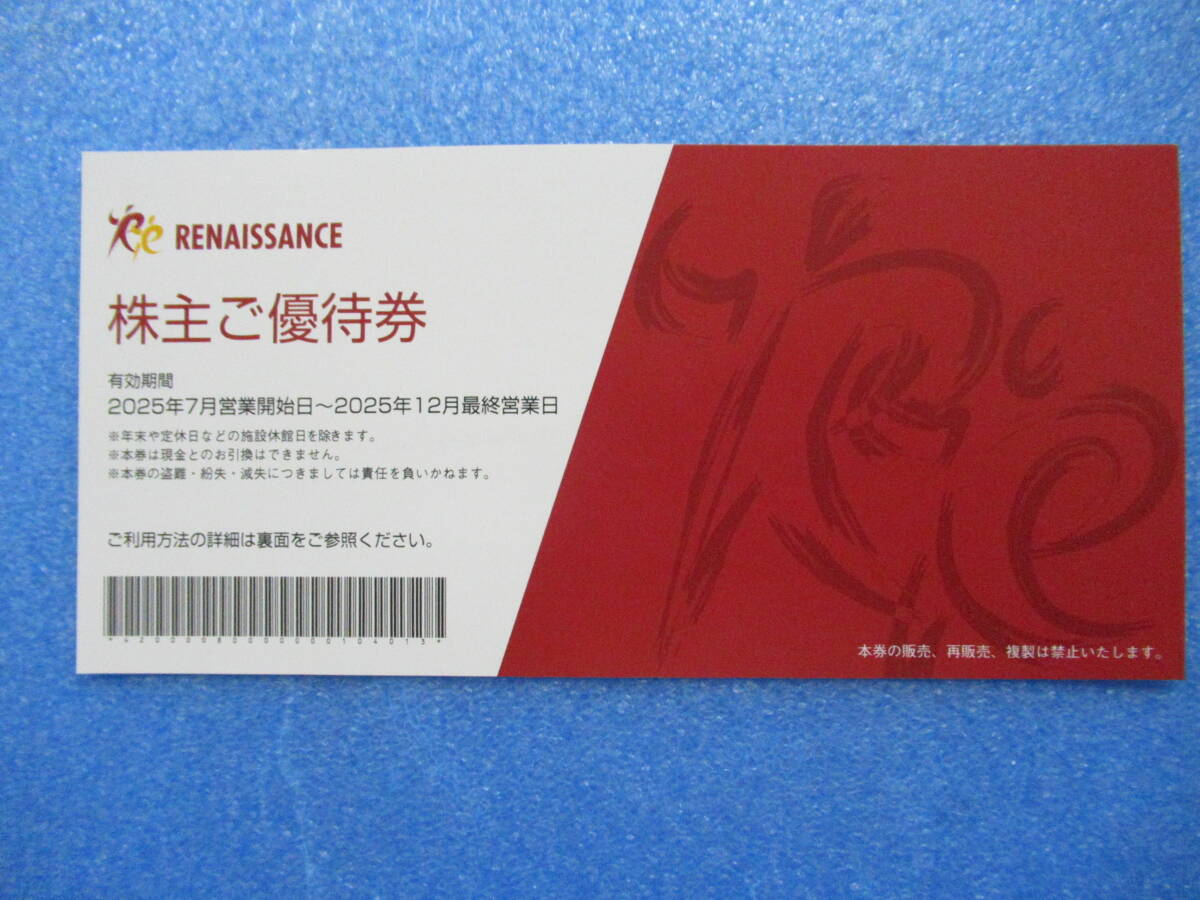 RENAISSANCE
株主ご優待券
有効期間
2025年7月営業開始日～2025年12月最終営業日
※年末や定休日などの施設休館日を除きます。
※本券は現金とのお引換はできません。
※本券の盗難・紛失・滅失につきましては責任を負いかねます。
ご利用方法の詳細は裏面をご参照ください。
本券の販売、再販売、複製は禁止いたします。